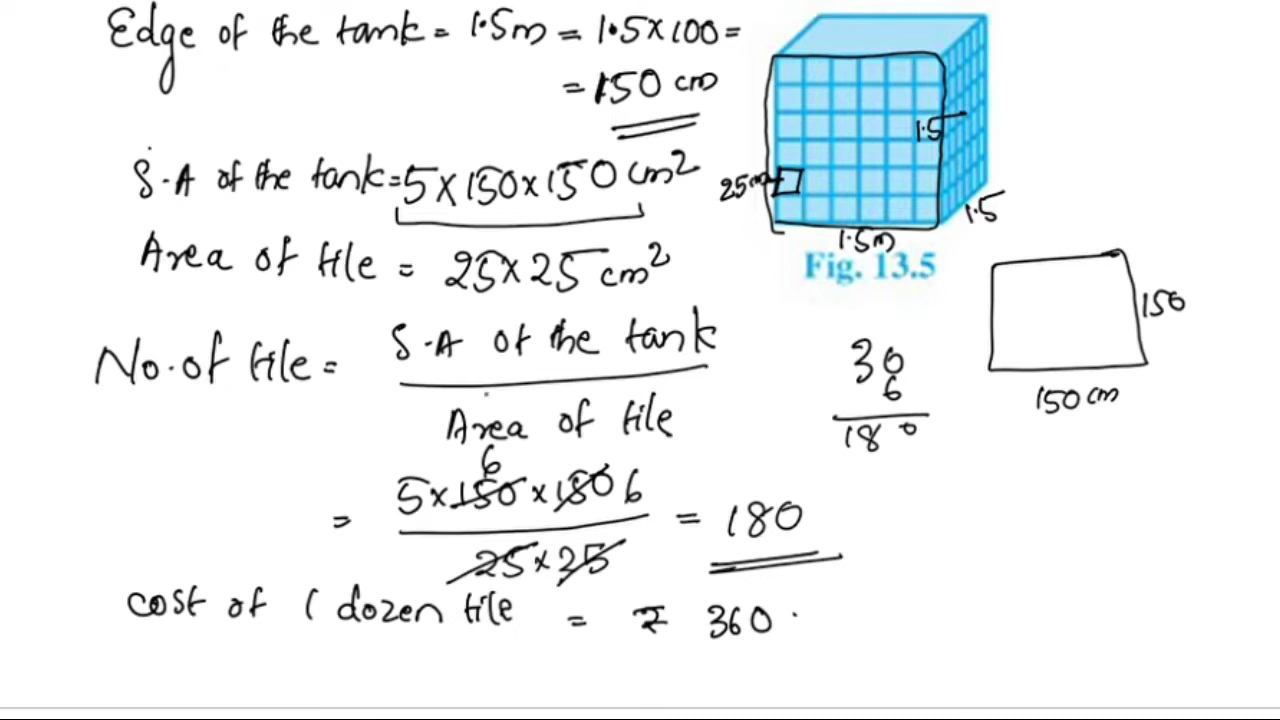 Edge of the tank = 1.5m = 1.5×100 =
= 150 cm
S.A of the tank = 5×150×150 cm²
Area of tile = 25×25 cm²
No. of tile = S.A of the tank
Area of tile
6
= 5×150×150 6
25×25
= 180
cost of 1 dozen tile = ₹ 360.
25cm
1.5
1.5
1.5m
Fig. 13.5
150
150 cm
30
6
180